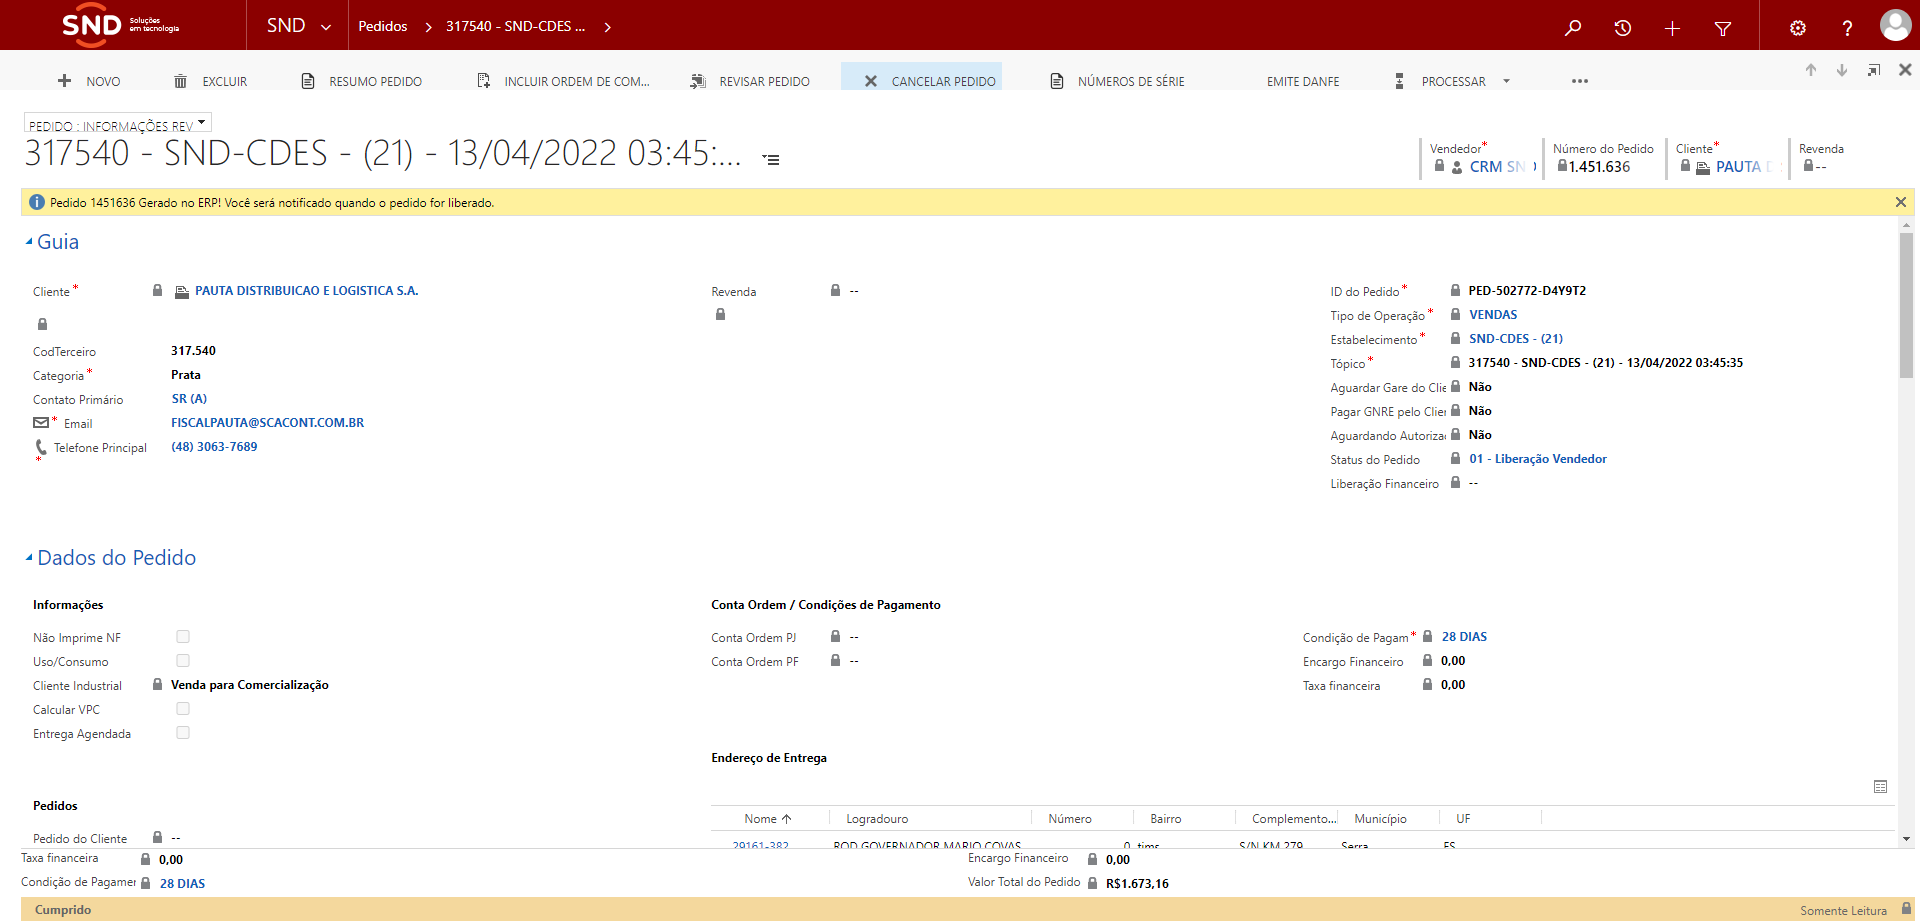 SND Soluções em tecnologia
SND
Pedidos
317540 - SND-CDES ...
NOVO
EXCLUIR
RESUMO PEDIDO
INCLUIR ORDEM DE COM...
REVISAR PEDIDO
CANCELAR PEDIDO
NÚMEROS DE SÉRIE
EMITE DANFE
PROCESSAR
PEDIDO : INFORMAÇÕES REV
317540 - SND-CDES - (21) - 13/04/2022 03:45:...
Vendedor*
CRM SN
Número do Pedido
1.451.636
Cliente*
PAUTA D
Revenda
--
Pedido 1451636 Gerado no ERP! Você será notificado quando o pedido for liberado.
Guia
Cliente* PAUTA DISTRIBUICAO E LOGISTICA S.A.
CodTerceiro 317.540
Categoria* Prata
Contato Primário SR (A)
* Email FISCALPAUTA@SCACONT.COM.BR
Telefone Principal* (48) 3063-7689
Revenda --
ID do Pedido* PED-502772-D4Y9T2
Tipo de Operação* VENDAS
Estabelecimento* SND-CDES - (21)
Tópico* 317540 - SND-CDES - (21) - 13/04/2022 03:45:35
Aguardar Gare do Clie Não
Pagar GNRE pelo Clier Não
Aguardando Autoriza Não
Status do Pedido 01 - Liberação Vendedor
Liberação Financeiro --
Dados do Pedido
Informações
Não Imprime NF
Uso/Consumo
Cliente Industrial Venda para Comercialização
Calcular VPC
Entrega Agendada
Conta Ordem / Condições de Pagamento
Conta Ordem PJ --
Conta Ordem PF --
Condição de Pagam* 28 DIAS
Encargo Financeiro 0,00
Taxa financeira 0,00
Endereço de Entrega
Nome Logradouro Número Bairro Complemento... Município UF
29161-382 ROD GOVERNADOR MARIO COVAS 0 tims S/N KM 279 Serra ES
Pedidos
Pedido do Cliente --
Taxa financeira 0,00
Condição de Pagamer 28 DIAS
Encargo Financeiro 0,00
Valor Total do Pedido R$1.673,16
Cumprido
Somente Leitura